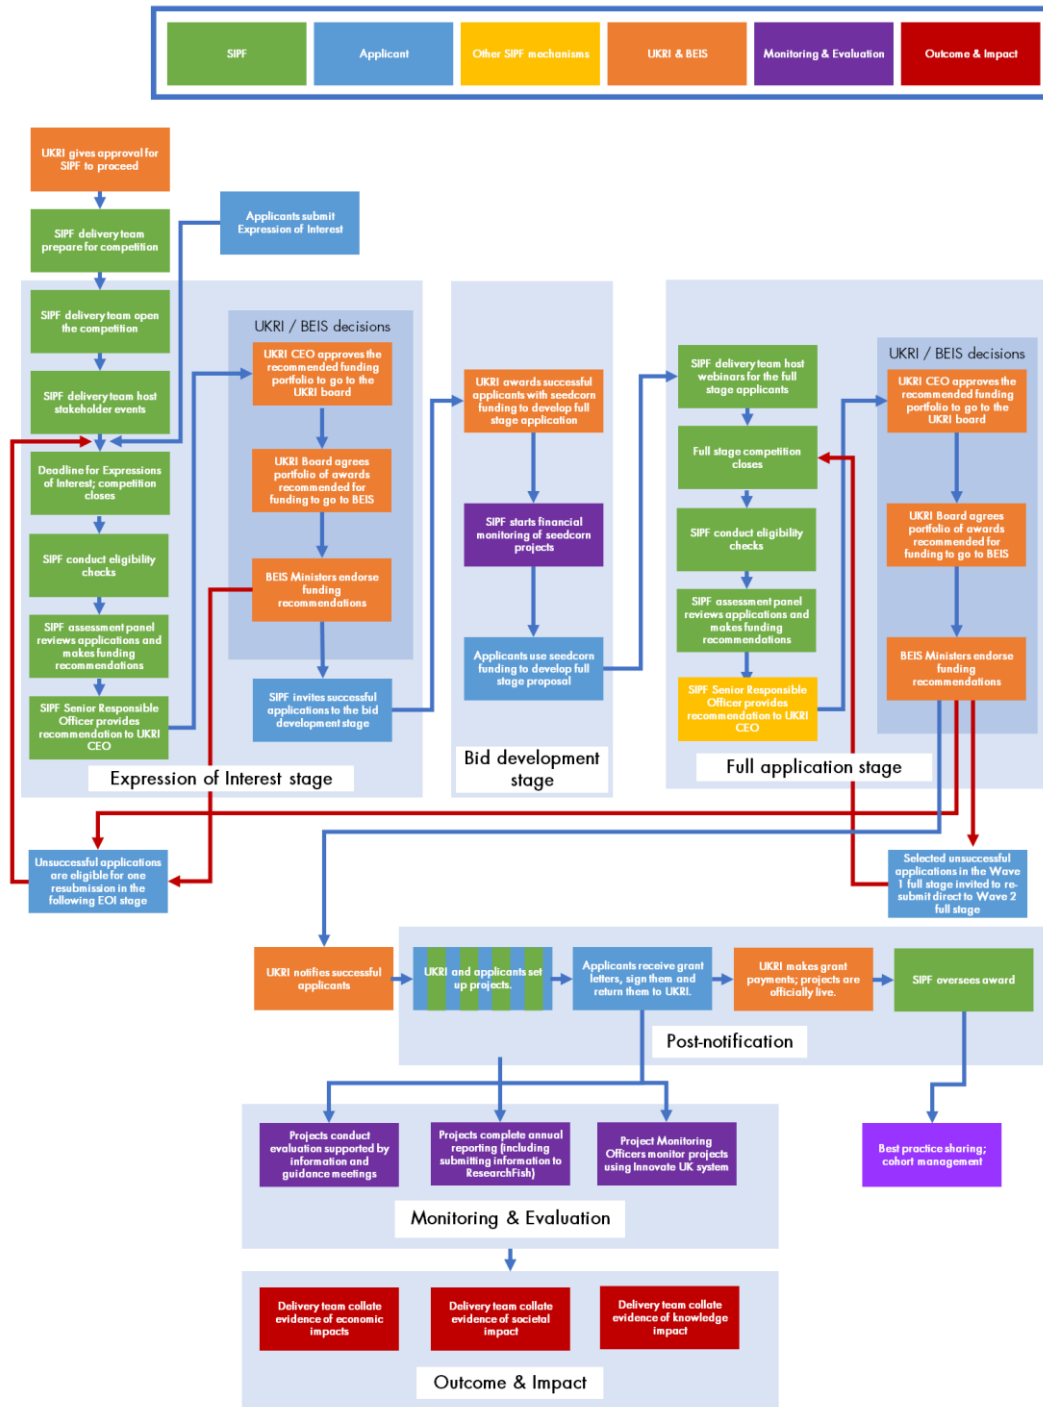 SIPF
Applicant
Other SIPF mechanisms
UKRI & BEIS
Monitoring & Evaluation
Outcome & Impact
UKRI gives approval for
SIPF to proceed
SIPF delivery team
prepare for competition
Applicants submit
Expression of Interest
SIPF delivery team open
the competition
SIPF delivery team host
stakeholder events
Deadline for Expressions
of Interest; competition
closes
SIPF conduct eligibility
checks
SIPF assessment panel
reviews applications and
makes funding
recommendations
SIPF Senior Responsible
Officer provides
recommendation to UKRI
CEO
UKRI / BEIS decisions
UKRI CEO approves the
recommended funding
portfolio to go to the
UKRI board
UKRI Board agrees
portfolio of awards
recommended for
funding to go to BEIS
BEIS Ministers endorse
funding
recommendations
SIPF invites successful
applications to the bid
development stage
Expression of Interest stage
UKRI awards successful
applicants with seedcorn
funding to develop full
stage application
SIPF starts financial
monitoring of seedcorn
projects
Applicants use seedcorn
funding to develop full
stage proposal
Bid development
stage
SIPF delivery team host
webinars for the full
stage applicants
Full stage competition
closes
SIPF conduct eligibility
checks
SIPF assessment panel
reviews applications and
makes funding
recommendations
SIPF Senior Responsible
Officer provides
recommendation to UKRI
CEO
UKRI / BEIS decisions
UKRI CEO approves the
recommended funding
portfolio to go to the
UKRI board
UKRI Board agrees
portfolio of awards
recommended for
funding to go to BEIS
BEIS Ministers endorse
funding
recommendations
Full application stage
Unsuccessful applications
are eligible for one
resubmission in the
following EOI stage
Selected unsuccessful
applications in the Wave
1 full stage invited to re-
submit direct to Wave 2
full stage
UKRI notifies successful
applicants
UKRI and applicants set
up projects.
Applicants receive grant
letters, sign them and
return them to UKRI.
UKRI makes grant
payments; projects are
officially live.
SIPF oversees award
Post-notification
Projects conduct
evaluation supported by
information and
guidance meetings
Projects complete annual
reporting (including
submitting information to
ResearchFish)
Project Monitoring
Officers monitor projects
using Innovate UK system
Best practice sharing;
cohort management
Monitoring & Evaluation
Delivery team collate
evidence of economic
impacts
Delivery team collate
evidence of societal
impact
Delivery team collate
evidence of knowledge
impact
Outcome & Impact